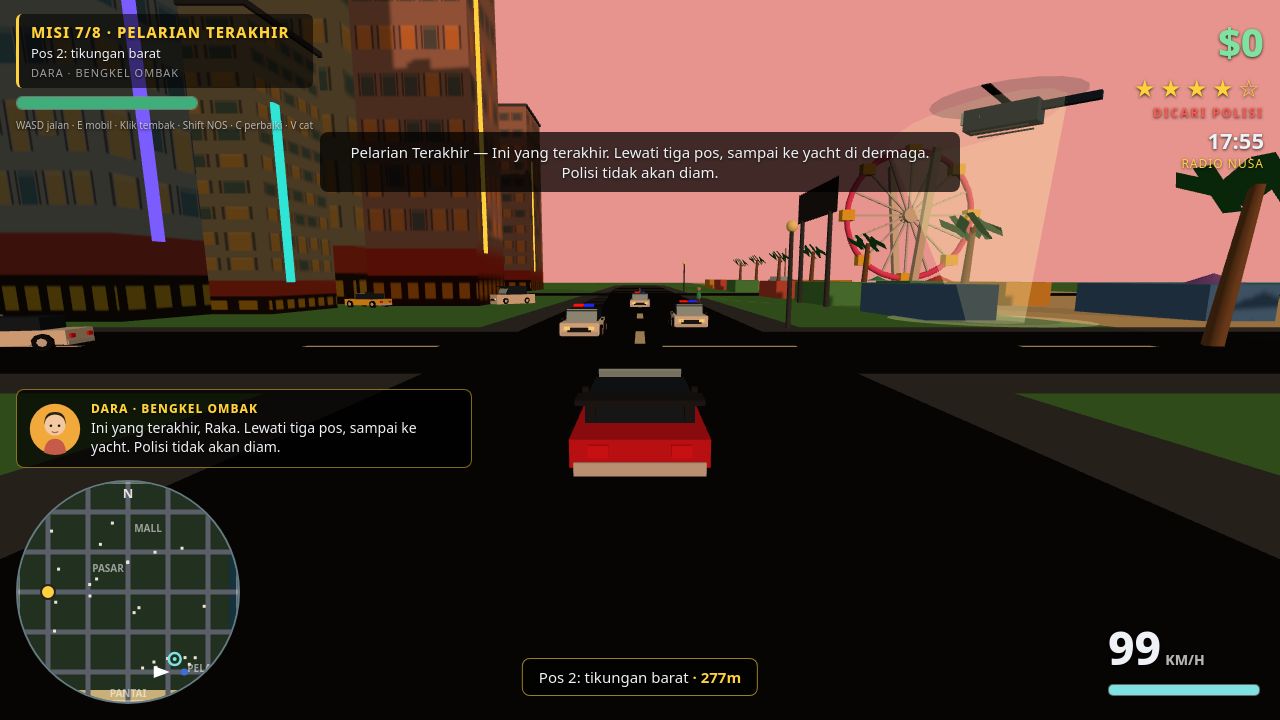 MISI 7/8 · PELARIAN TERAKHIR
Pos 2: tikungan barat
DARA · BENGKEL OMBAK
WASD jalan · E mobil · Klik tembak · Shift NOS · C perbaiki · V cat
$0
★★★★☆
DICARI POLISI
17:55
RADIO NUSA
Pelarian Terakhir — Ini yang terakhir. Lewati tiga pos, sampai ke yacht di dermaga.
Polisi tidak akan diam.
DARA · BENGKEL OMBAK
Ini yang terakhir, Raka. Lewati tiga pos, sampai ke
yacht. Polisi tidak akan diam.
N
MALL
PASAR
PANTAI
Pos 2: tikungan barat · 277m
99 KM/H